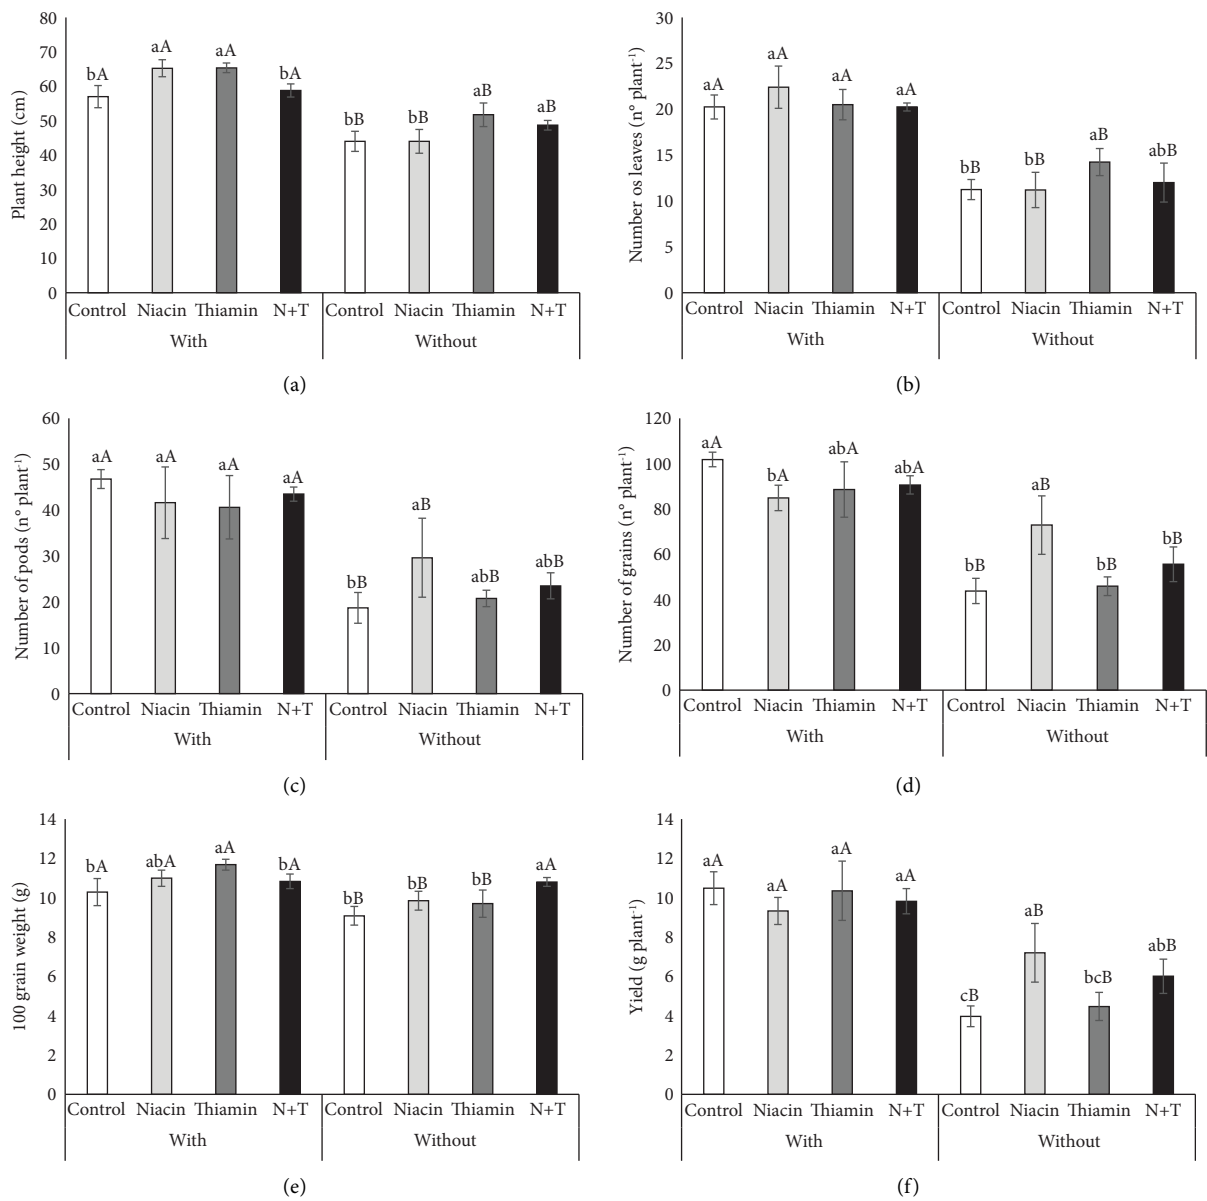 80
70
60
50
40
30
20
10
0
Plant height (cm)
bA
aA
aA
bA
bB
bB
aB
aB
Control Niacin Thiamin N+T Control Niacin Thiamin N+T
With Without
(a)
30
25
20
15
10
5
0
Number os leaves (n° plant-1)
aA
aA
aA
aA
bB
bB
aB
abB
Control Niacin Thiamin N+T Control Niacin Thiamin N+T
With Without
(b)
60
50
40
30
20
10
0
Number of pods (n° plant-1)
aA
aA
aA
aA
bB
aB
abB
abB
Control Niacin Thiamin N+T Control Niacin Thiamin N+T
With Without
(c)
120
100
80
60
40
20
0
Number of grains (n° plant-1)
aA
bA
abA
abA
bB
aB
bB
bB
Control Niacin Thiamin N+T Control Niacin Thiamin N+T
With Without
(d)
14
12
10
8
6
4
2
0
100 grain weight (g)
bA
abA
aA
bA
bB
bB
bB
aA
Control Niacin Thiamin N+T Control Niacin Thiamin N+T
With Without
(e)
14
12
10
8
6
4
2
0
Yield (g plant-1)
aA
aA
aA
aA
cB
aB
bcB
abB
Control Niacin Thiamin N+T Control Niacin Thiamin N+T
With Without
(f)